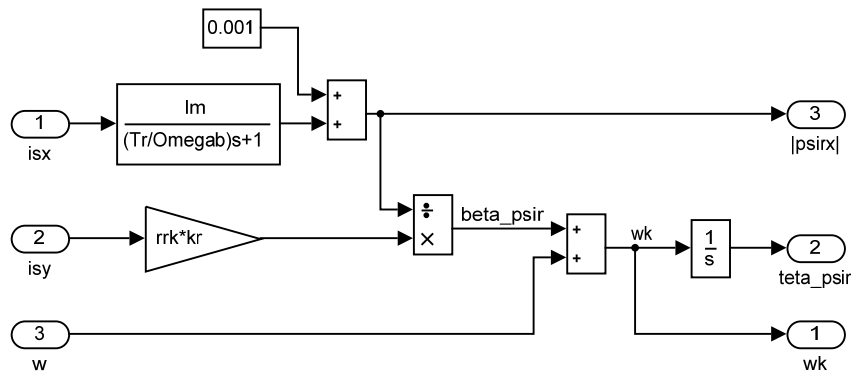 0.001
lm
(Tr/Omegab)s+1
+
+
1
isx
3
|psirx|
÷
×
beta_psir
2
isy
rrk*kr
+
+
wk
1
s
2
teta_psir
3
w
1
wk